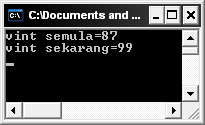 C:\Documents and ...
vint semula=87
vint sekarang=99